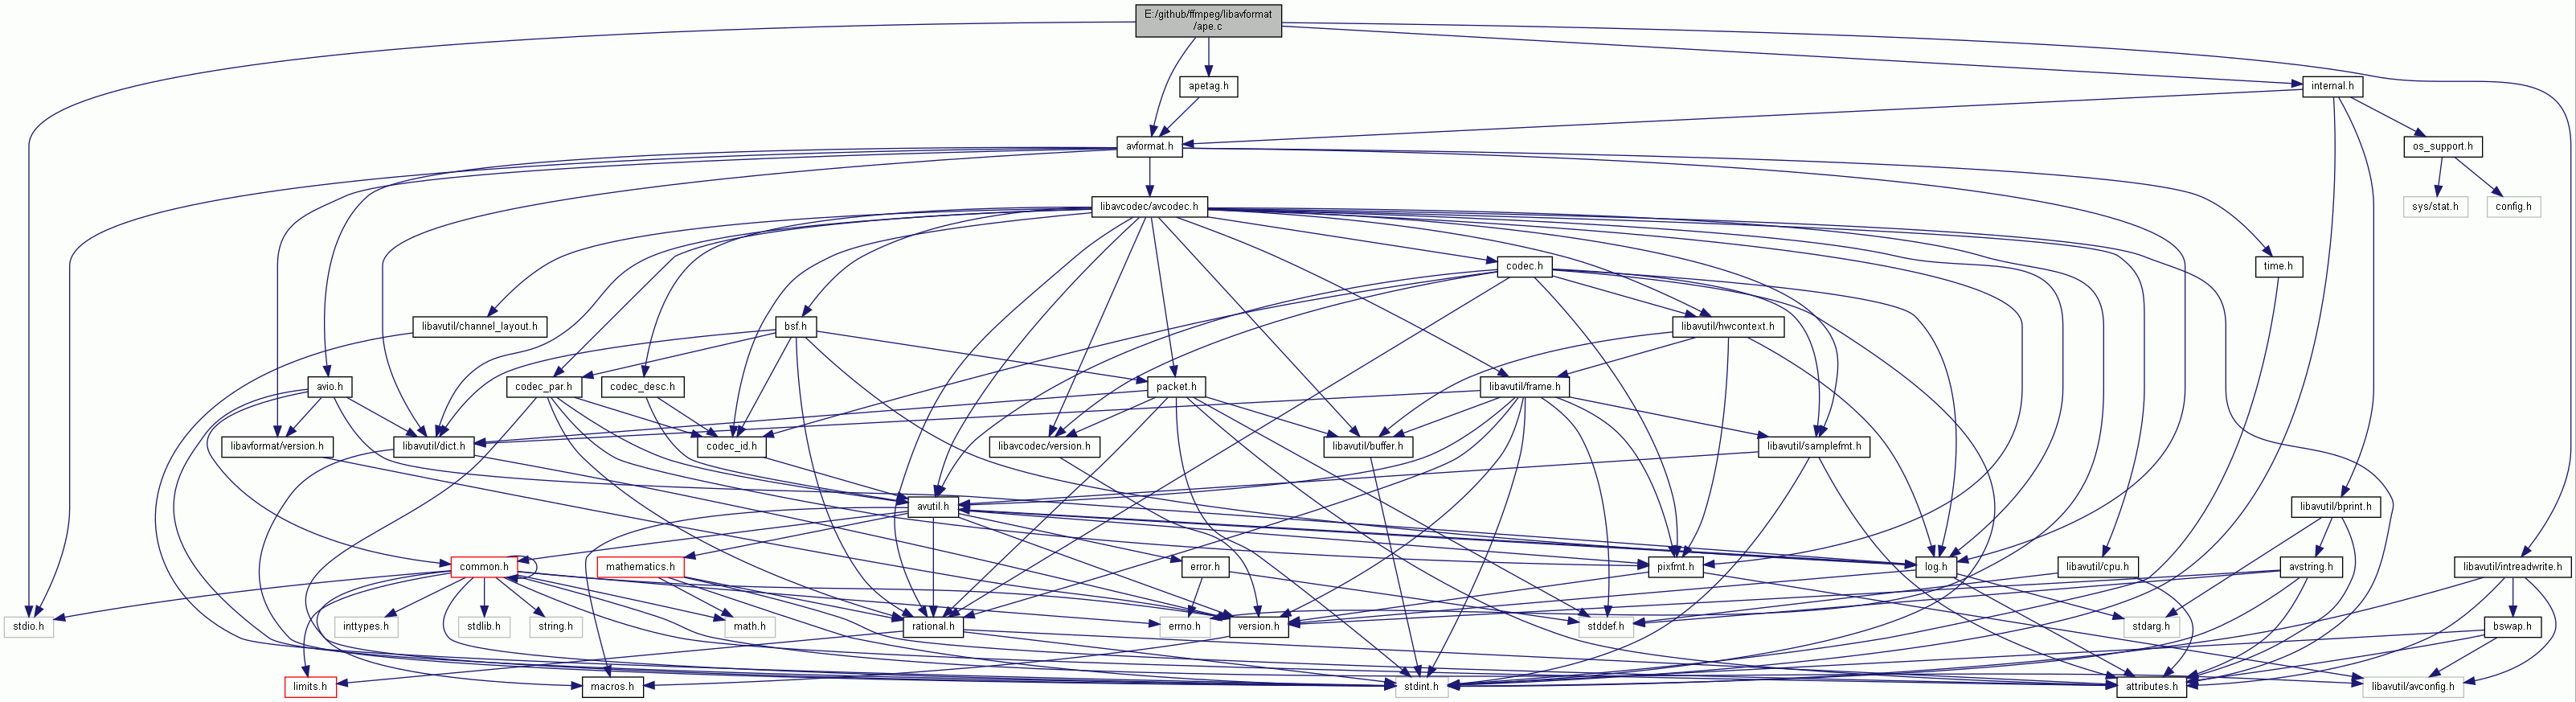 E:/github/ffmpeg/libavformat
/ape.c
apetag.h
internal.h
avformat.h
os_support.h
libavcodec/avcodec.h
sys/stat.h
config.h
codec.h
time.h
libavutil/channel_layout.h
bsf.h
libavutil/hwcontext.h
avio.h
codec_par.h
codec_desc.h
packet.h
libavutil/frame.h
libavformat/version.h
libavutil/dict.h
codec_id.h
libavcodec/version.h
libavutil/buffer.h
libavutil/samplefmt.h
avutil.h
libavutil/bprint.h
common.h
mathematics.h
error.h
pixfmt.h
log.h
libavutil/cpu.h
avstring.h
libavutil/intreadwrite.h
stdio.h
inttypes.h
stdlib.h
string.h
math.h
rational.h
errno.h
version.h
stddef.h
stdarg.h
bswap.h
limits.h
macros.h
stdint.h
attributes.h
libavutil/avconfig.h